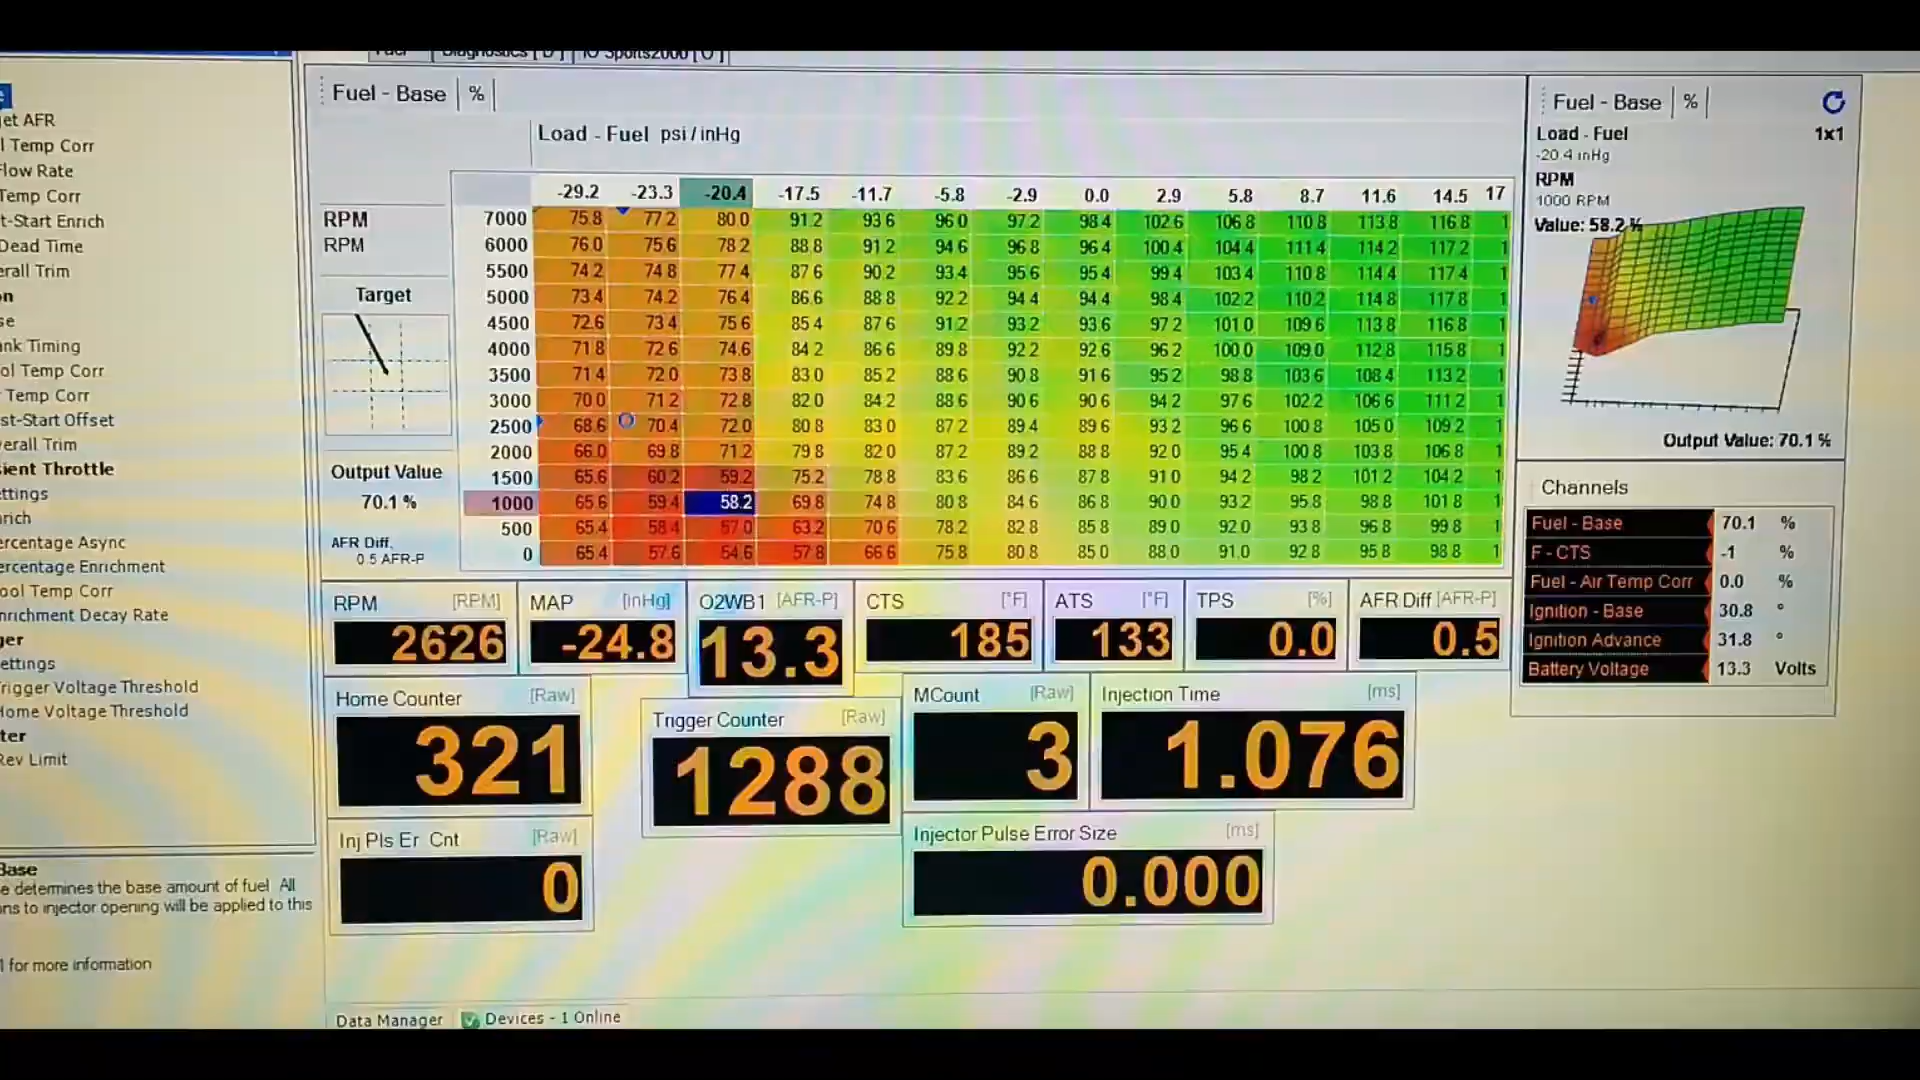 Fuel - Base %
Load - Fuel psi/inHg
-29.2 -23.3 -20.4 -17.5 -11.7 -5.8 -2.9 0.0 2.9 5.8 8.7 11.6 14.5 17
RPM 7000 75.8 77.2 80.0 91.2 93.6 96.0 97.2 98.4 102.6 106.8 110.8 113.8 116.8 1
RPM 6000 76.0 75.6 78.2 88.8 91.2 94.6 96.8 96.4 100.4 104.4 111.4 114.2 117.2 1
5500 74.2 74.8 77.4 87.6 90.2 93.4 95.6 95.4 99.4 103.4 110.8 114.4 117.4 1
5000 73.4 74.2 76.4 86.6 88.8 92.2 94.4 94.4 98.4 102.2 110.2 114.8 117.8 1
4500 72.6 73.4 75.6 85.4 87.6 91.2 93.2 93.6 97.2 101.0 109.6 113.8 116.8 1
4000 71.8 72.6 74.6 84.2 86.6 89.8 92.2 92.6 96.2 100.0 109.0 112.8 115.8 1
3500 71.4 72.0 73.8 83.0 85.2 88.6 90.8 91.6 95.2 98.8 103.6 108.4 113.2 1
3000 70.0 71.2 72.8 82.0 84.2 88.6 90.6 90.6 94.2 97.6 102.2 106.6 111.2 1
2500 68.6 70.4 72.0 80.8 83.0 87.2 89.4 89.6 93.2 96.6 100.8 105.0 109.2 1
2000 66.0 69.8 71.2 79.8 82.0 87.2 89.2 88.8 92.0 95.4 100.8 103.8 106.8 1
1500 65.6 60.2 59.2 75.2 78.8 83.6 86.6 87.8 91.0 94.2 98.2 101.2 104.2 1
1000 65.6 59.4 58.2 69.8 74.8 80.8 84.6 86.8 90.0 93.2 95.8 98.8 101.8 1
500 65.4 58.4 57.0 63.2 70.6 78.2 82.8 85.8 89.0 92.0 93.8 96.8 99.8 1
0 65.4 57.6 54.6 57.8 66.6 75.8 80.8 85.0 88.0 91.0 92.8 95.8 98.8 1
Target
Output Value
70.1 %
AFR Diff,
0.5 AFR-P
RPM [RPM]
2626
MAP [inHg]
-24.8
O2WB1 [AFR-P]
13.3
CTS [°F]
185
ATS [°F]
133
TPS [%]
0.0
AFR Diff [AFR-P]
0.5
Home Counter [Raw]
321
Trigger Counter [Raw]
1288
MCount [Raw]
3
Injection Time [ms]
1.076
Inj Pls Er Cnt [Raw]
0
Injector Pulse Error Size [ms]
0.000
Fuel - Base %
Load - Fuel 1x1
-20.4 inHg
RPM
1000 RPM
Value: 58.2 %
Output Value: 70.1 %
Channels
Fuel - Base 70.1 %
F - CTS -1 %
Fuel - Air Temp Corr 0.0 %
Ignition - Base 30.8 °
Ignition Advance 31.8 °
Battery Voltage 13.3 Volts
et AFR
l Temp Corr
Flow Rate
Temp Corr
t-Start Enrich
Dead Time
erall Trim
on
se
ank Timing
ool Temp Corr
Temp Corr
st-Start Offset
verall Trim
ient Throttle
ettings
rich
ercentage Async
ercentage Enrichment
ool Temp Corr
nrichment Decay Rate
ger
ettings
rigger Voltage Threshold
Home Voltage Threshold
ter
Rev Limit
Base
e determines the base amount of fuel All
ns to injector opening will be applied to this
1 for more information
Data Manager Devices - 1 Online